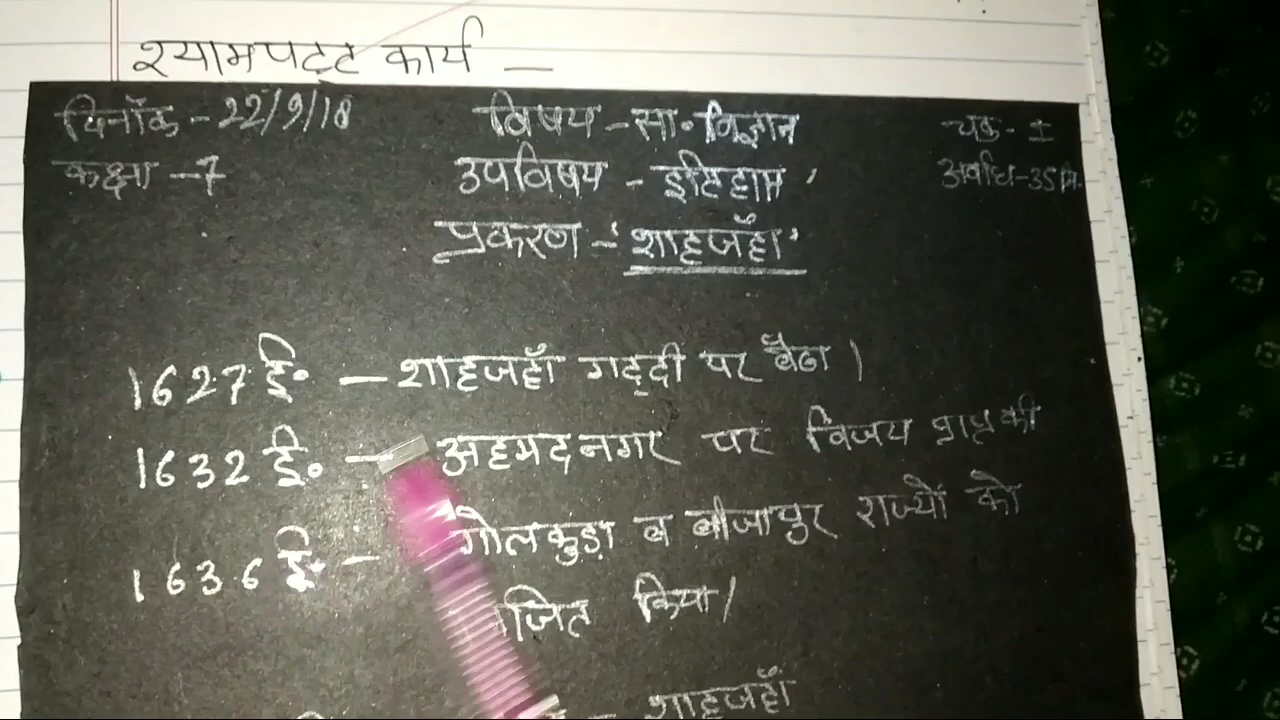 श्यामपट्ट कार्य —
दिनाँक - 22/9/18 विषय - सा. विज्ञान चक्र - I
कक्षा - 7 उपविषय - इतिहास' अवधि - 35 मि.
प्रकरण - 'शाहजहाँ'
1627 ई. — शाहजहाँ गद्दी पर बैठा।
1632 ई. — अहमदनगर पर विजय प्राप्त की
1636 ई. — गोलकुडा व बीजापुर राज्यों को
किया।
— शाहजहाँ